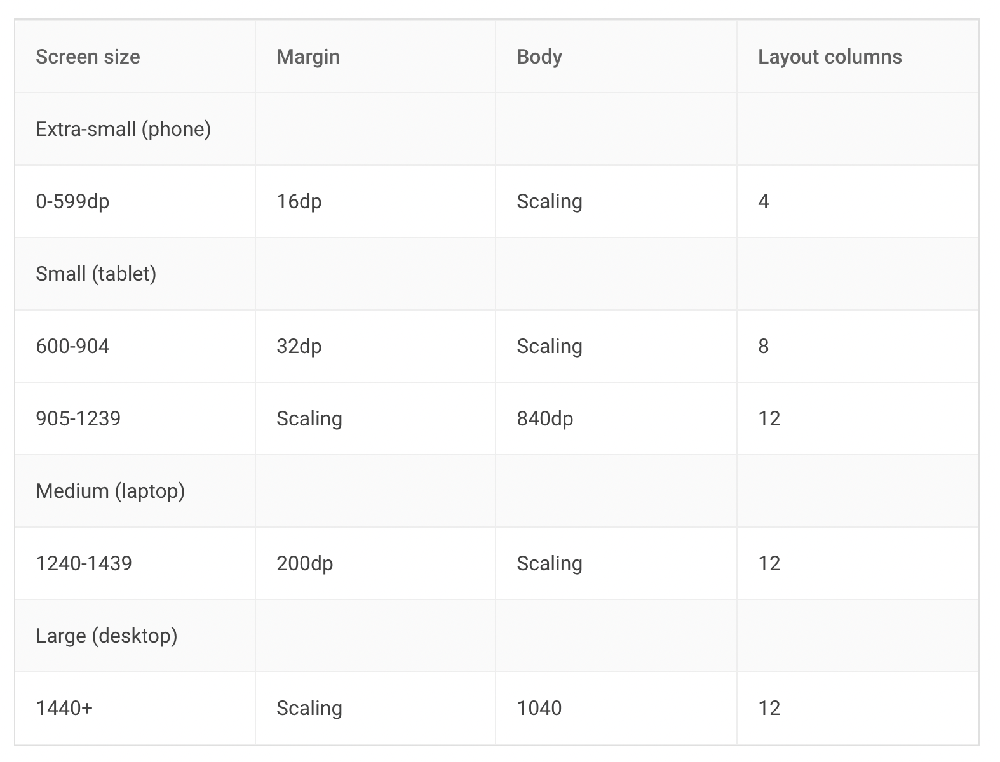 Screen size Margin Body Layout columns
Extra-small (phone)
0-599dp 16dp Scaling 4
Small (tablet)
600-904 32dp Scaling 8
905-1239 Scaling 840dp 12
Medium (laptop)
1240-1439 200dp Scaling 12
Large (desktop)
1440+ Scaling 1040 12